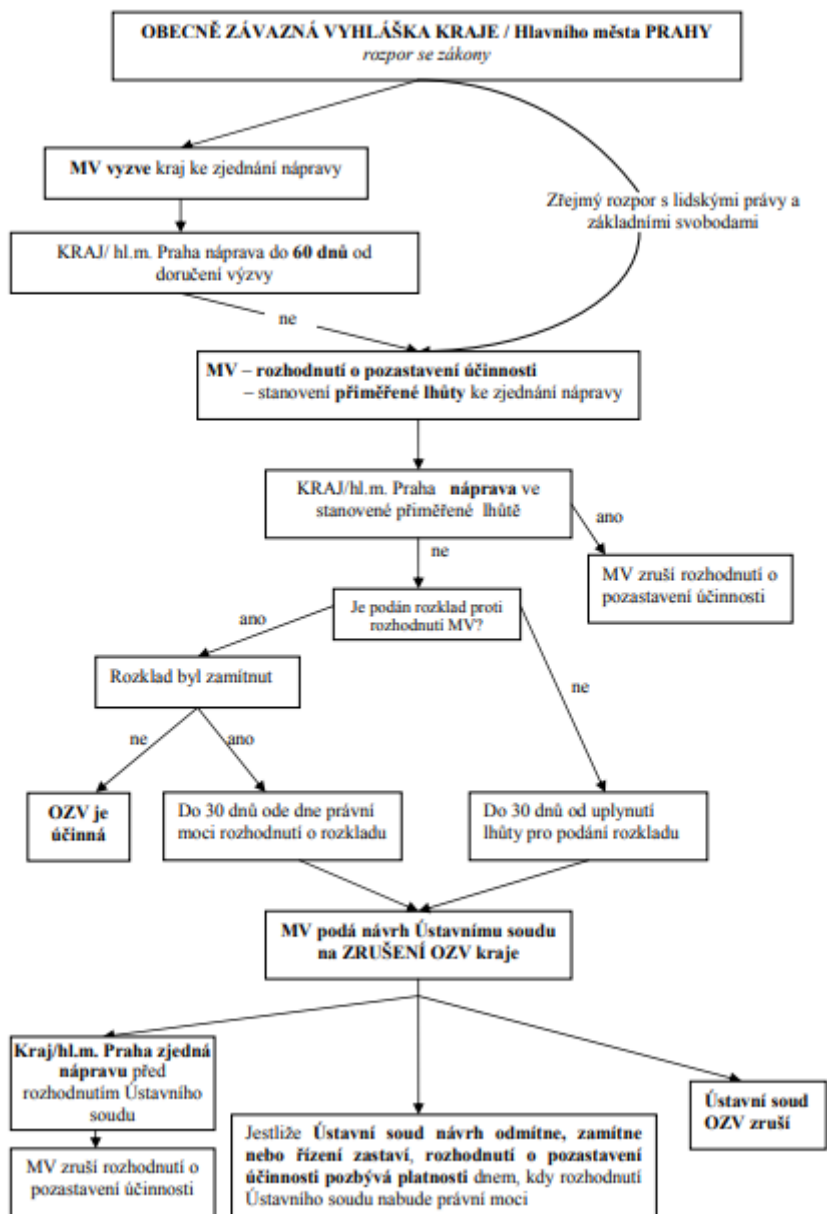 OBECNĚ ZÁVAZNÁ VYHLÁŠKA KRAJE / Hlavního města PRAHY
rozpor se zákony
MV vyzve kraj ke zjednání nápravy
Zřejmý rozpor s lidskými právy a
základními svobodami
KRAJ/ hl.m. Praha náprava do 60 dnů od
doručení výzvy
ne
MV – rozhodnutí o pozastavení účinnosti
– stanovení přiměřené lhůty ke zjednání nápravy
KRAJ/hl.m. Praha náprava ve
stanovené přiměřené lhůtě
ano
ne
MV zruší rozhodnutí o
pozastavení účinnosti
Je podán rozklad proti
rozhodnutí MV?
ano
Rozklad byl zamítnut
ne
ne
ano
OZV je
účinná
Do 30 dnů ode dne právní
moci rozhodnutí o rozkladu
Do 30 dnů od uplynutí
lhůty pro podání rozkladu
MV podá návrh Ústavnímu soudu
na ZRUŠENÍ OZV kraje
Kraj/hl.m. Praha zjedná
nápravu před
rozhodnutím Ústavního
soudu
MV zruší rozhodnutí o
pozastavení účinnosti
Jestliže Ústavní soud návrh odmítne, zamítne
nebo řízení zastaví, rozhodnutí o pozastavení
účinnosti pozbývá platnosti dnem, kdy rozhodnutí
Ústavního soudu nabude právní moci
Ústavní soud
OZV zruší